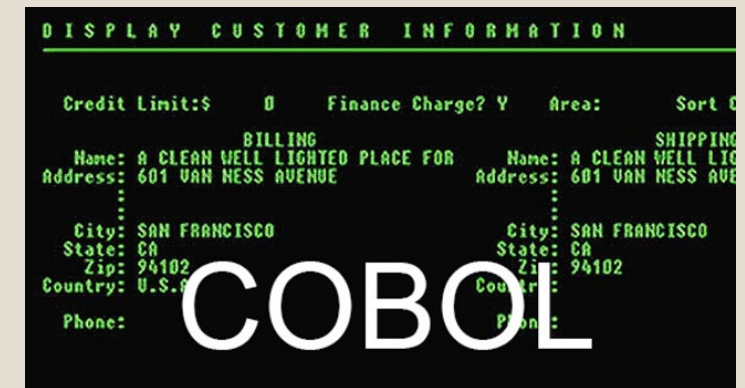 DISPLAY CUSTOMER INFORMATION
Credit Limit:$ 0 Finance Charge? Y Area: Sort
BILLING SHIPPING
Name: A CLEAN WELL LIGHTED PLACE FOR Name: A CLEAN WELL
Address: 601 VAN NESS AVENUE Address: 601 VAN NESS
:
:
City: SAN FRANCISCO City: SAN FRANCISCO
State: CA State: CA
Zip: 94102 Zip: 94102
Country: U.S.A Country:
Phone: Phone:
COBOL